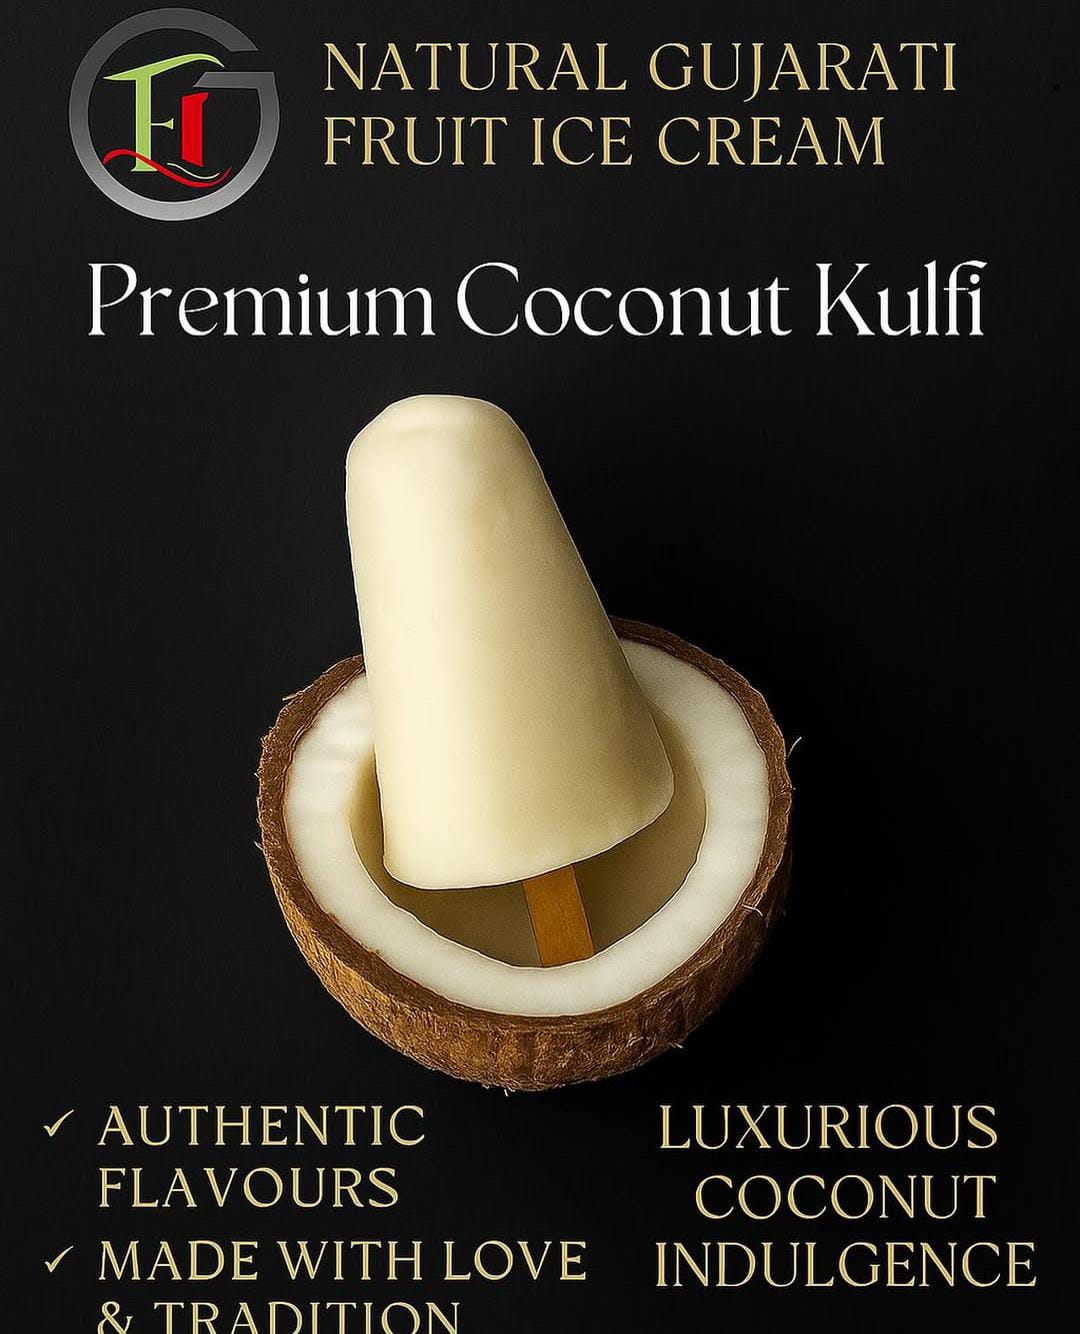 NATURAL GUJARATI
FRUIT ICE CREAM
Premium Coconut Kulfi
✓ AUTHENTIC
FLAVOURS
✓ MADE WITH LOVE
& TRADITION
LUXURIOUS
COCONUT
INDULGENCE